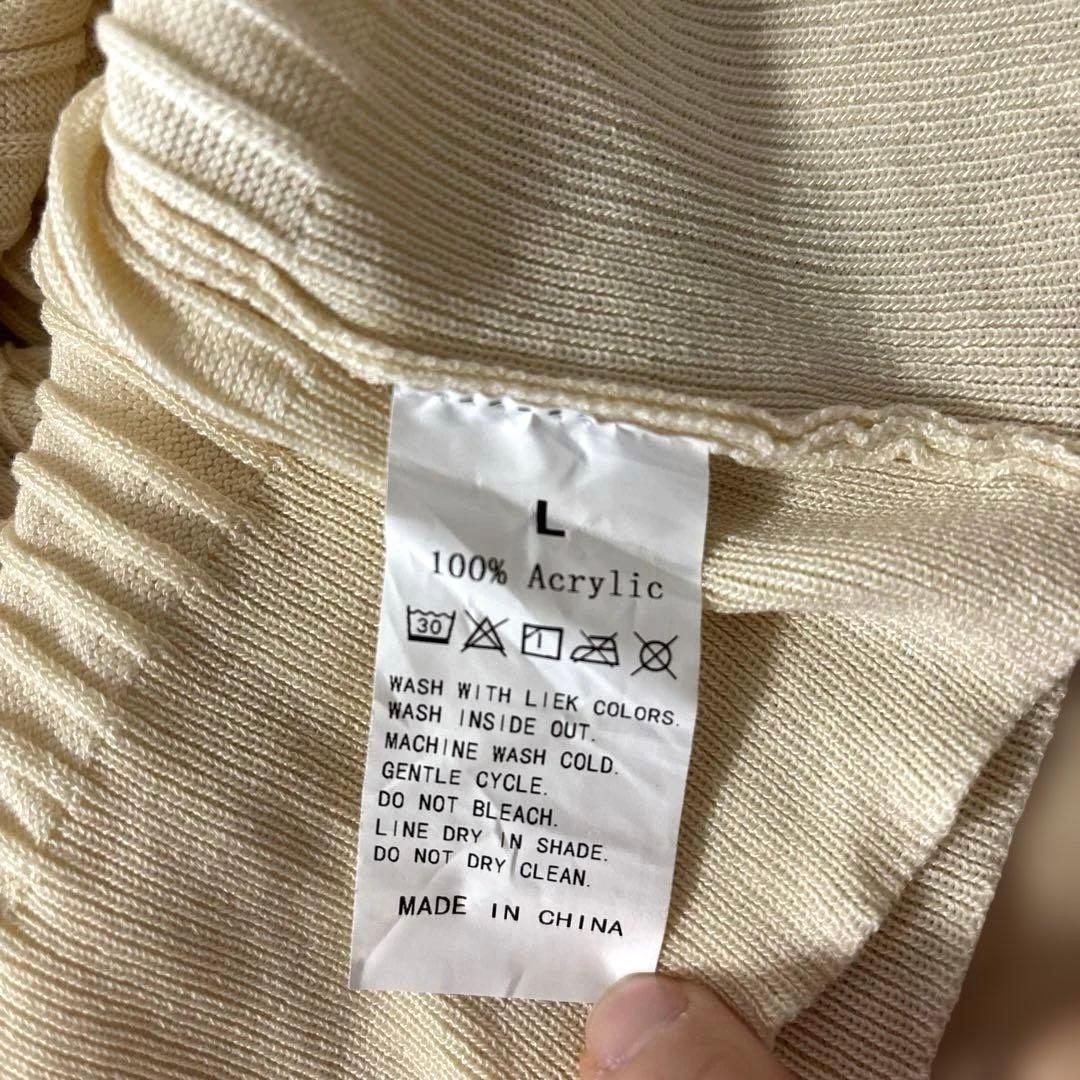 L
100% Acrylic
30
WASH WITH LIEK COLORS.
WASH INSIDE OUT.
MACHINE WASH COLD.
GENTLE CYCLE.
DO NOT BLEACH.
LINE DRY IN SHADE.
DO NOT DRY CLEAN.
MADE IN CHINA